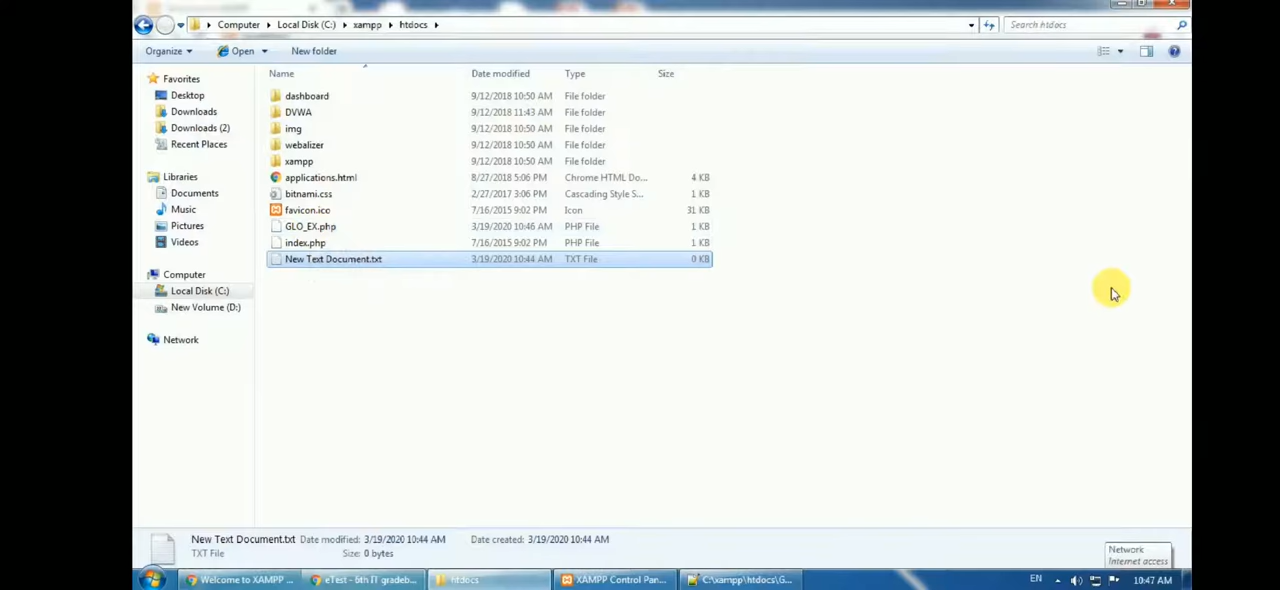 Computer Local Disk (C:) xampp htdocs Search htdocs
Organize Open New folder
Name Date modified Type Size
Favorites
Desktop
Downloads
Downloads (2)
Recent Places
Libraries
Documents
Music
Pictures
Videos
Computer
Local Disk (C:)
New Volume (D:)
Network
dashboard 9/12/2018 10:50 AM File folder
DVWA 9/12/2018 11:43 AM File folder
img 9/12/2018 10:50 AM File folder
webalizer 9/12/2018 10:50 AM File folder
xampp 9/12/2018 10:50 AM File folder
applications.html 8/27/2018 5:06 PM Chrome HTML Do... 4 KB
bitnami.css 2/27/2017 3:06 PM Cascading Style S... 1 KB
favicon.ico 7/16/2015 9:02 PM Icon 31 KB
GLO_EX.php 3/19/2020 10:46 AM PHP File 1 KB
index.php 7/16/2015 9:02 PM PHP File 1 KB
New Text Document.txt 3/19/2020 10:44 AM TXT File 0 KB
New Text Document.txt Date modified: 3/19/2020 10:44 AM Date created: 3/19/2020 10:44 AM
TXT File Size: 0 bytes
Network
Internet access
Welcome to XAMPP ... eTest - 6th IT gradeb... htdocs XAMPP Control Pan... C:\xampp\htdocs\G... EN 10:47 AM